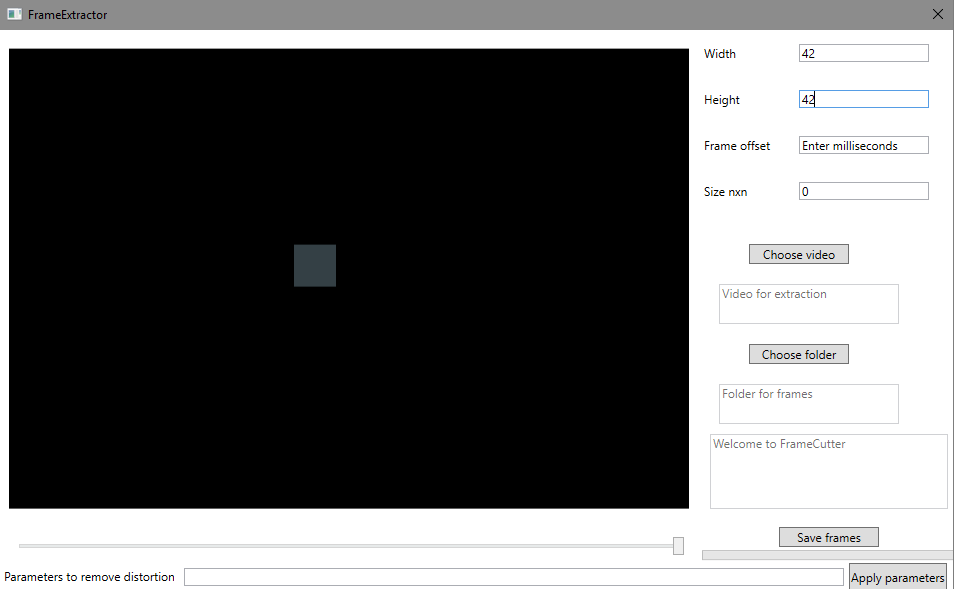 FrameExtractor
Width
42
Height
42
Frame offset
Enter milliseconds
Size nxn
0
Choose video
Video for extraction
Choose folder
Folder for frames
Welcome to FrameCutter
Save frames
Parameters to remove distortion
Apply parameters